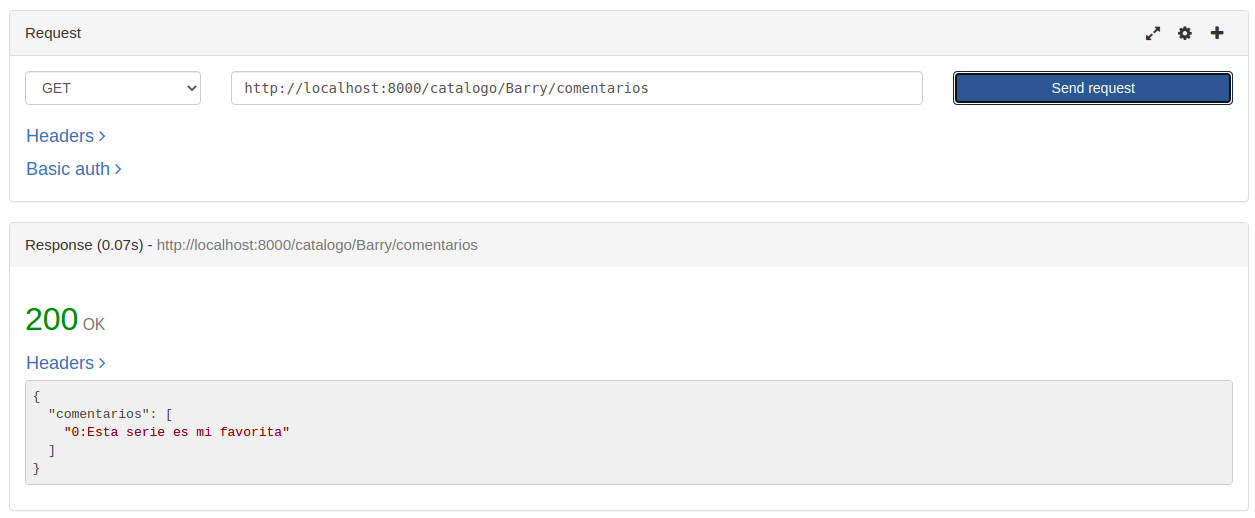 Request
GET
http://localhost:8000/catalogo/Barry/comentarios
Send request
Headers
Basic auth
Response (0.07s) - http://localhost:8000/catalogo/Barry/comentarios
200 OK
Headers
{
  "comentarios": [
    "0:Esta serie es mi favorita"
  ]
}